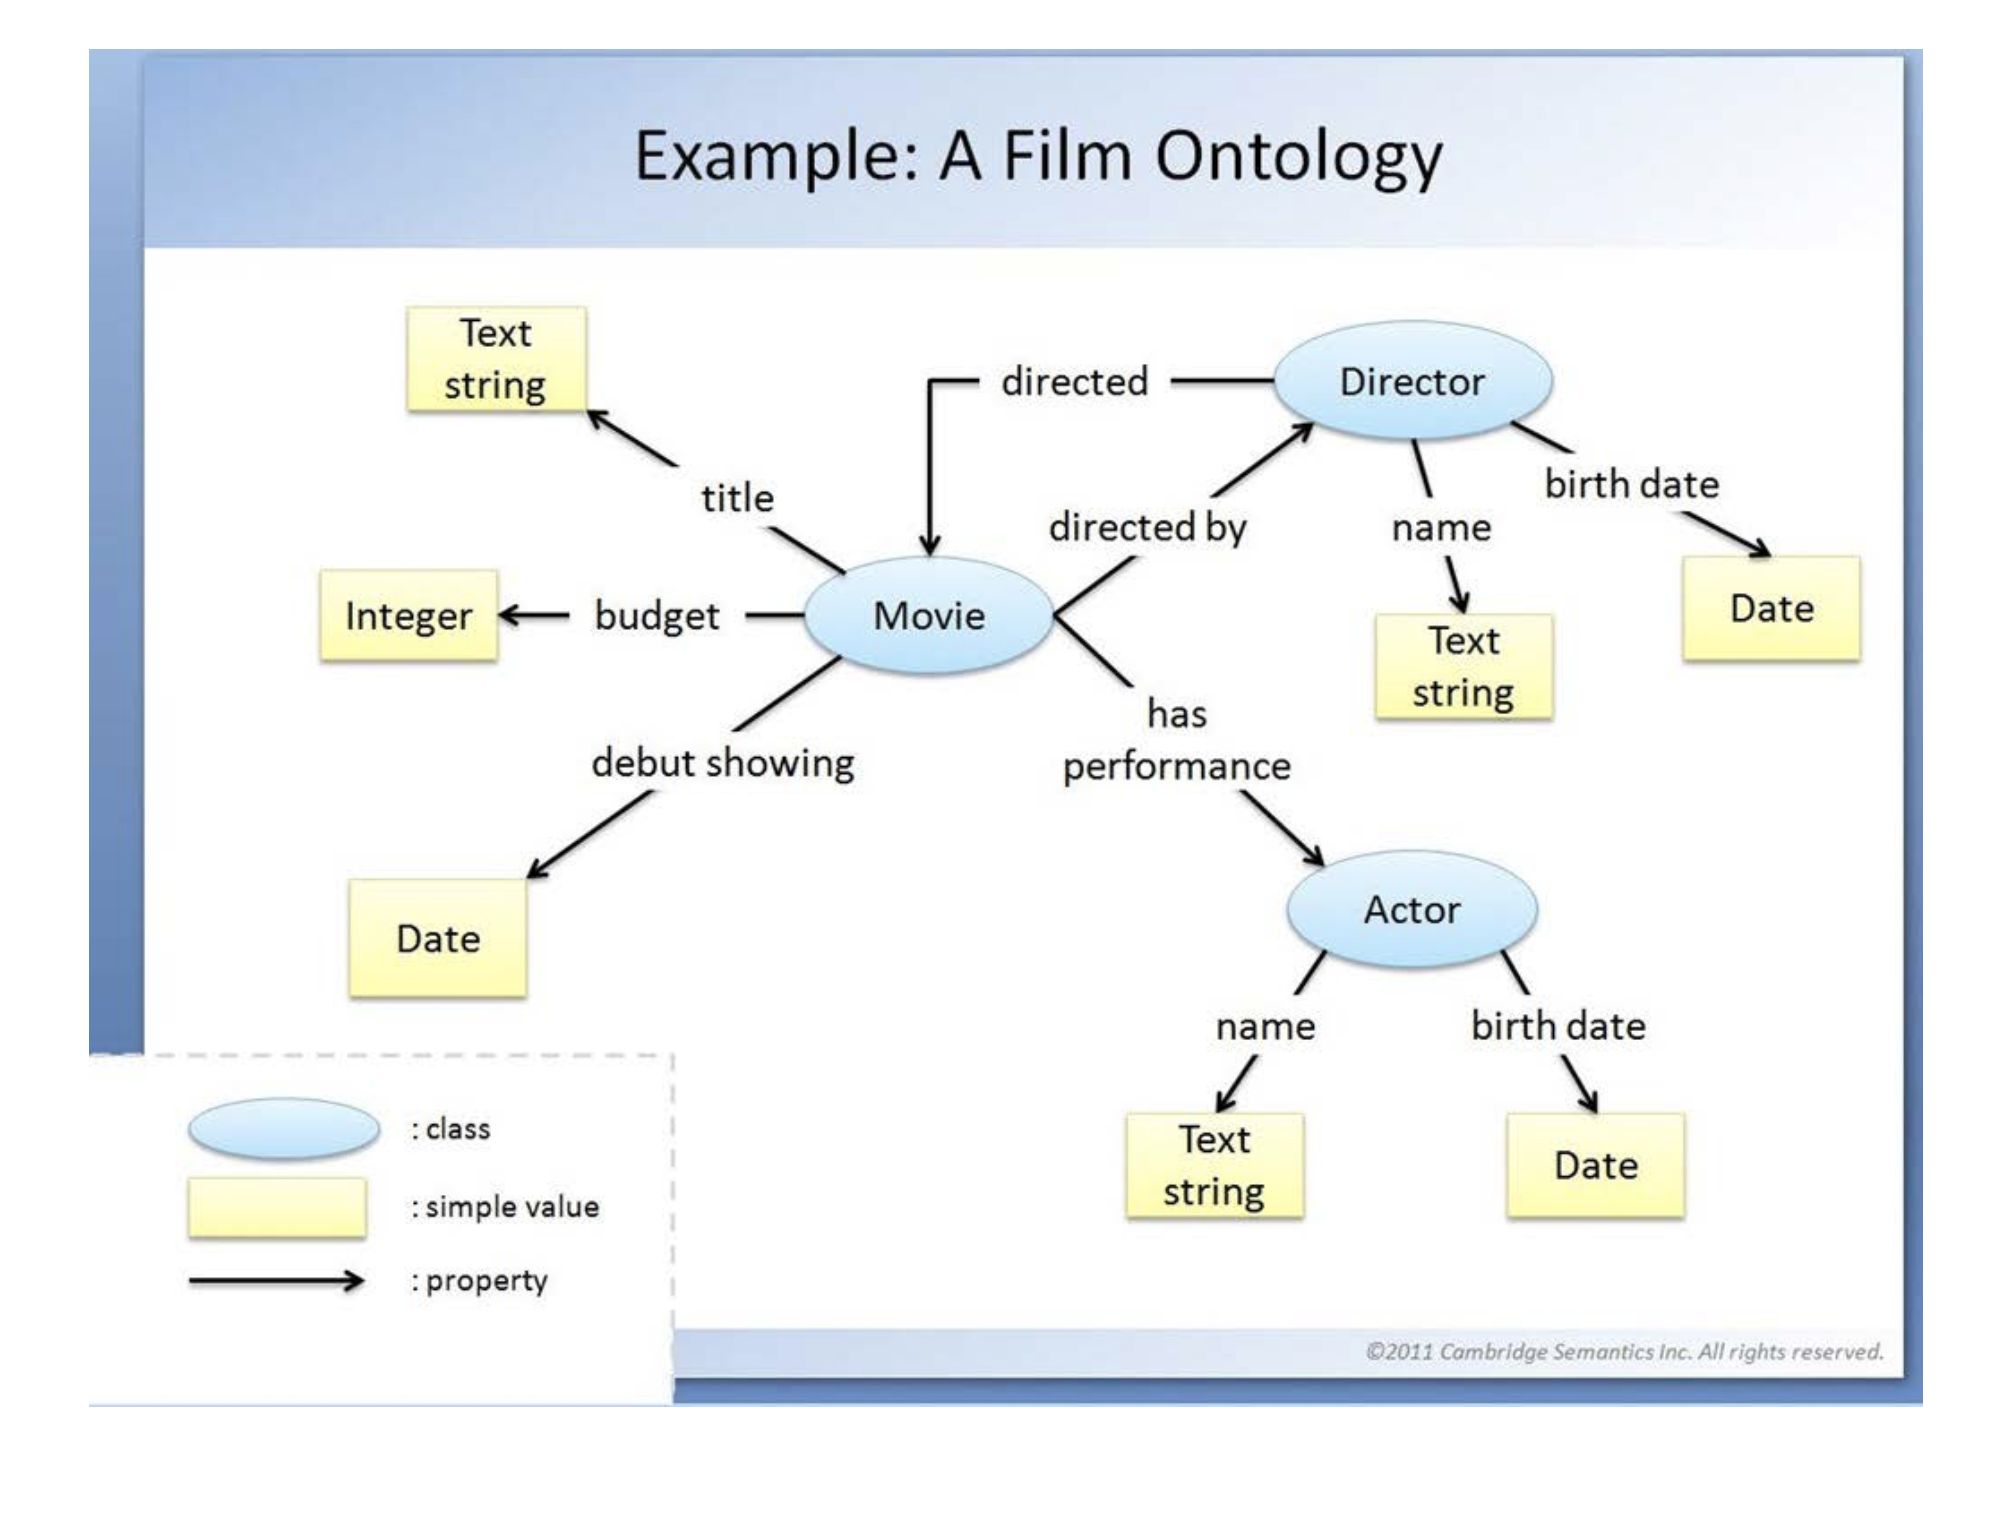 Example: A Film Ontology
Text
string
directed
Director
title
birth date
directed by
name
Integer
budget
Movie
Date
Text
string
has
performance
debut showing
Date
Actor
name
birth date
Text
string
Date
: class
: simple value
: property
©2011 Cambridge Semantics Inc. All rights reserved.